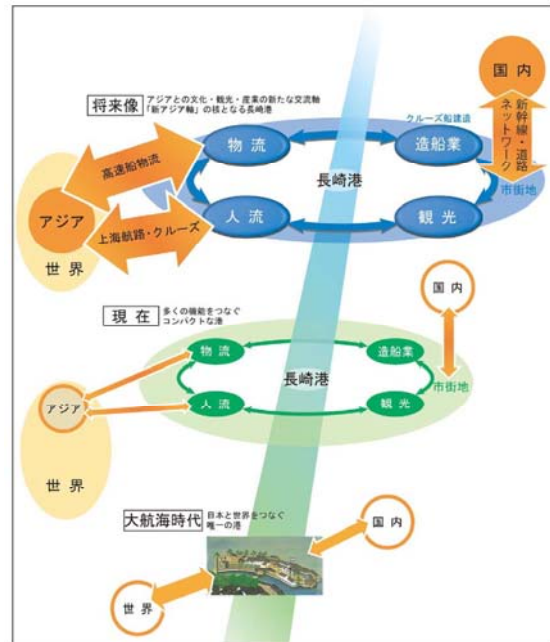 国内
将来像
アジアとの文化・観光・産業の新たな交流軸
「新アジア軸」の核となる長崎港
新幹線・道路
ネットワーク
クルーズ船建造
物流
造船業
高速船物流
長崎港
市街地
アジア
人流
観光
上海航路・クルーズ
世界
国内
現在
多くの機能をつなぐ
コンパクトな港
物流
造船業
長崎港
市街地
アジア
人流
観光
世界
大航海時代
日本と世界をつなぐ
唯一の港
国内
世界